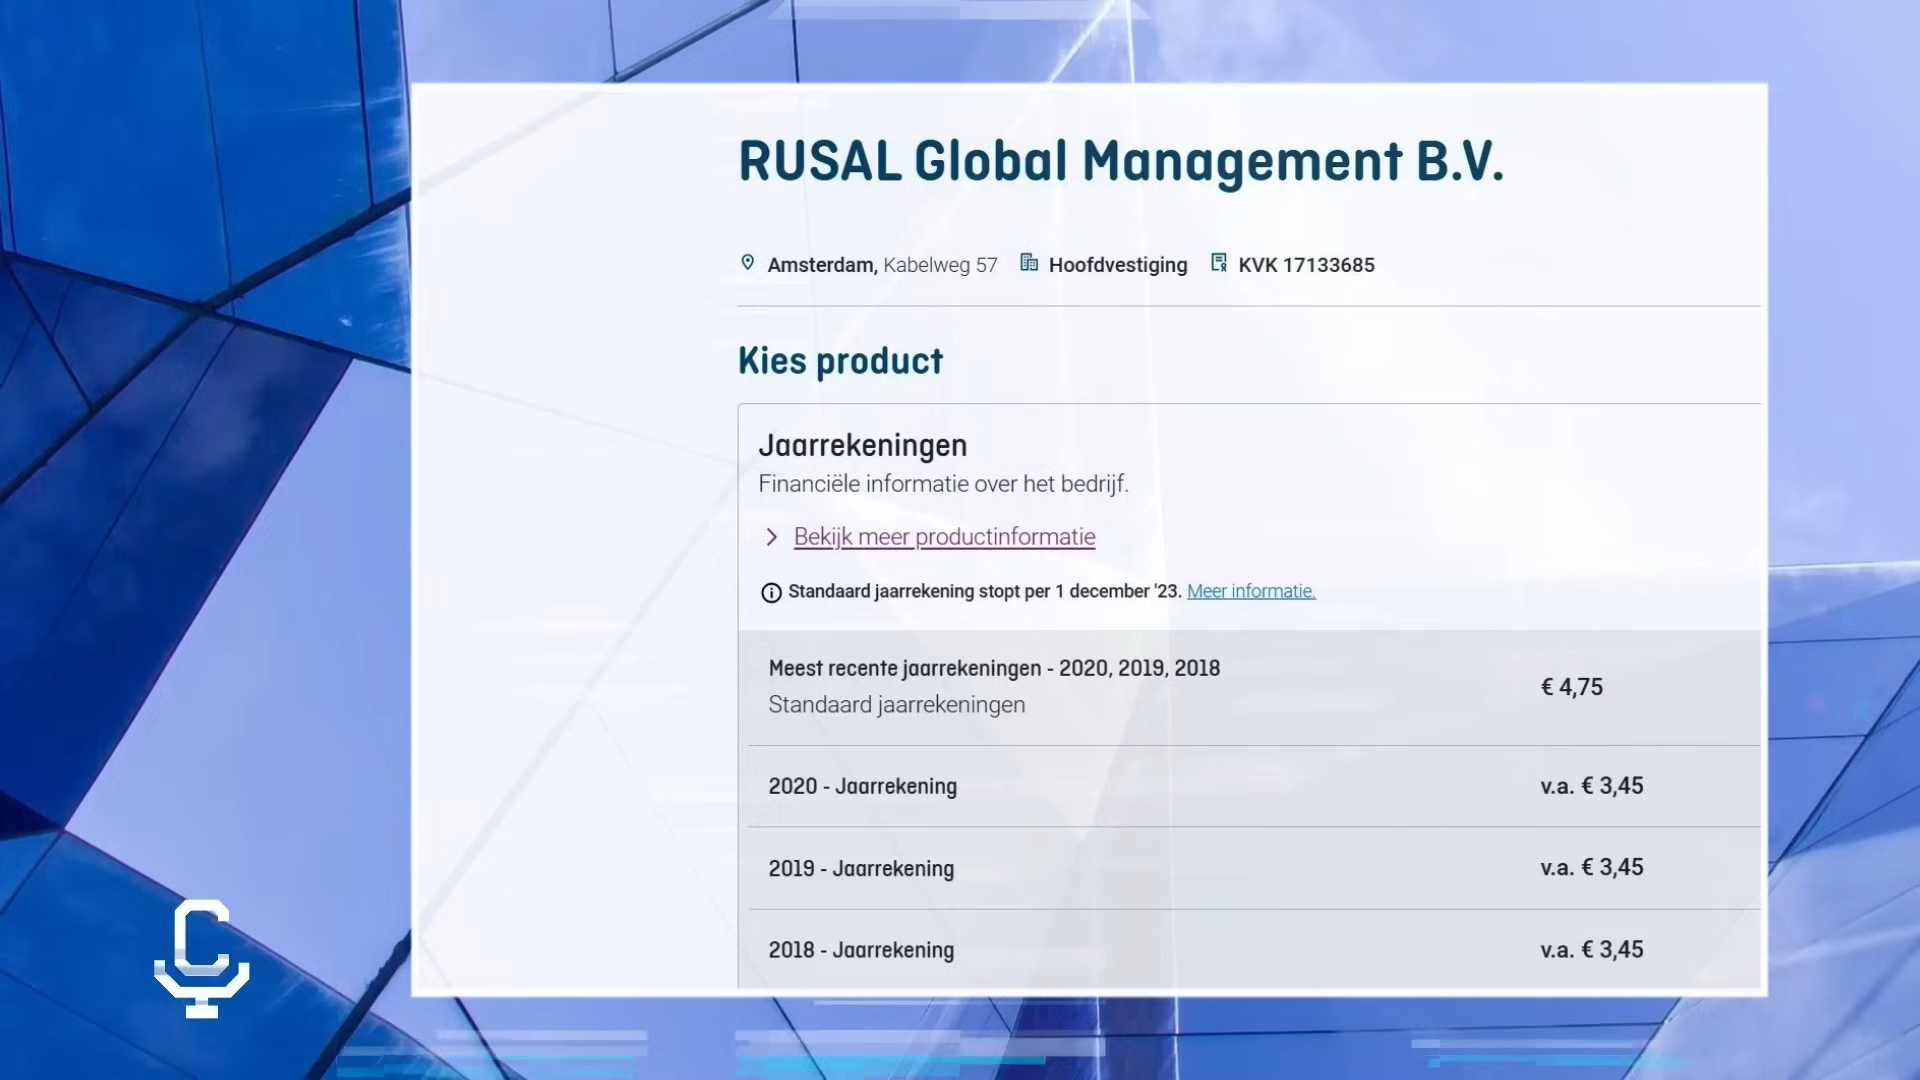 RUSAL Global Management B.V.
Amsterdam, Kabelweg 57 Hoofdvestiging KVK 17133685
Kies product
Jaarrekeningen
Financiële informatie over het bedrijf.
Bekijk meer productinformatie
Standaard jaarrekening stopt per 1 december '23. Meer informatie.
Meest recente jaarrekeningen - 2020, 2019, 2018
Standaard jaarrekeningen
€ 4,75
2020 - Jaarrekening v.a. € 3,45
2019 - Jaarrekening v.a. € 3,45
2018 - Jaarrekening v.a. € 3,45